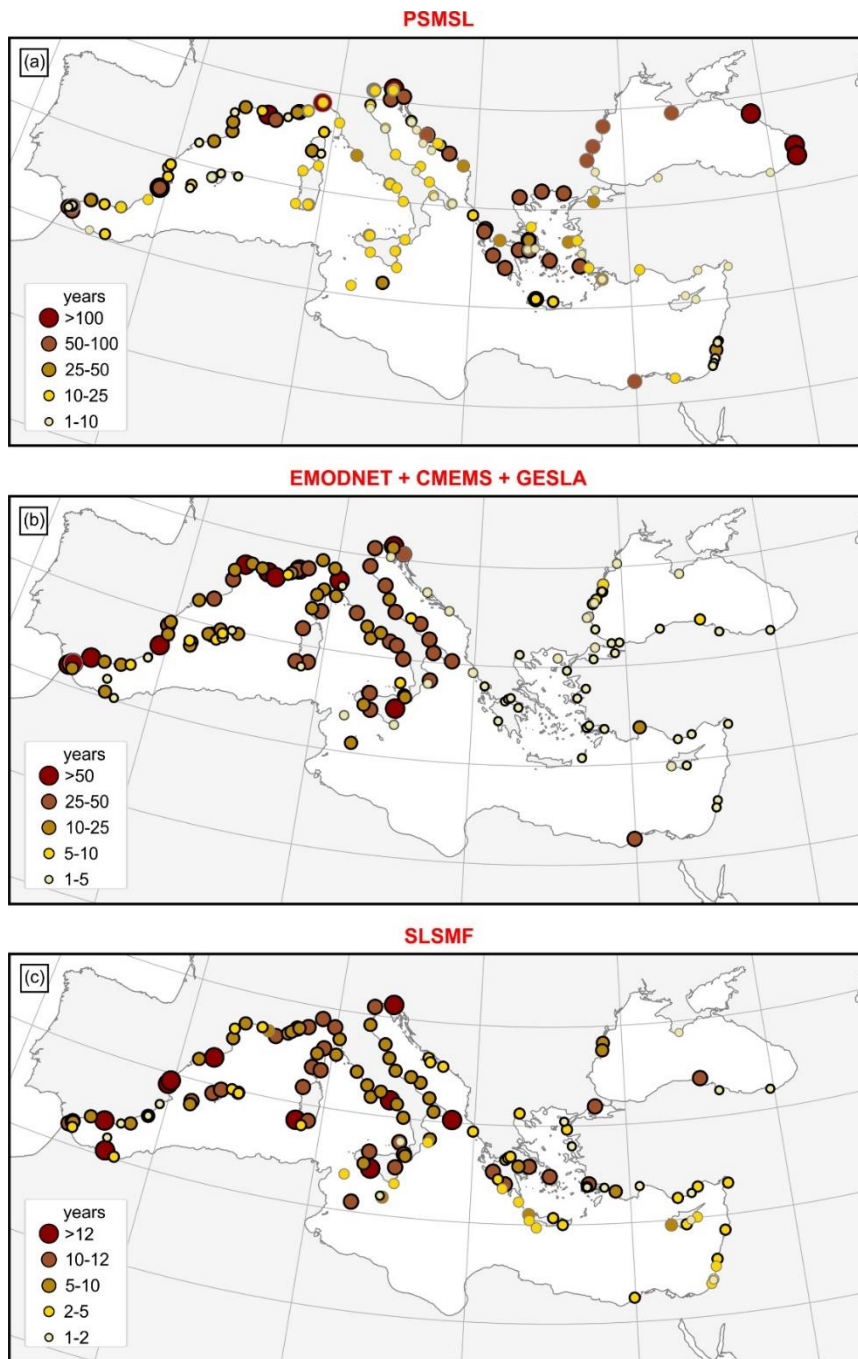 PSMSL
(a)
years
>100
50-100
25-50
10-25
1-10
EMODNET + CMEMS + GESLA
(b)
years
>50
25-50
10-25
5-10
1-5
SLSMF
(c)
years
>12
10-12
5-10
2-5
1-2